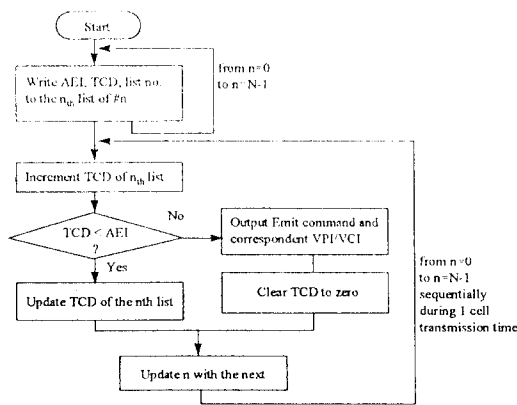 Start
from n=0
to n=N-1
Write AEI, TCD, list no.
to the nth list of #n
Increment TCD of nth list
TCD < AEI
?
No
Yes
Output Emit command and
correspondent VPI/VCI
Update TCD of the nth list
Clear TCD to zero
from n=0
to n=N-1
sequentially
during 1 cell
transmission time
Update n with the next